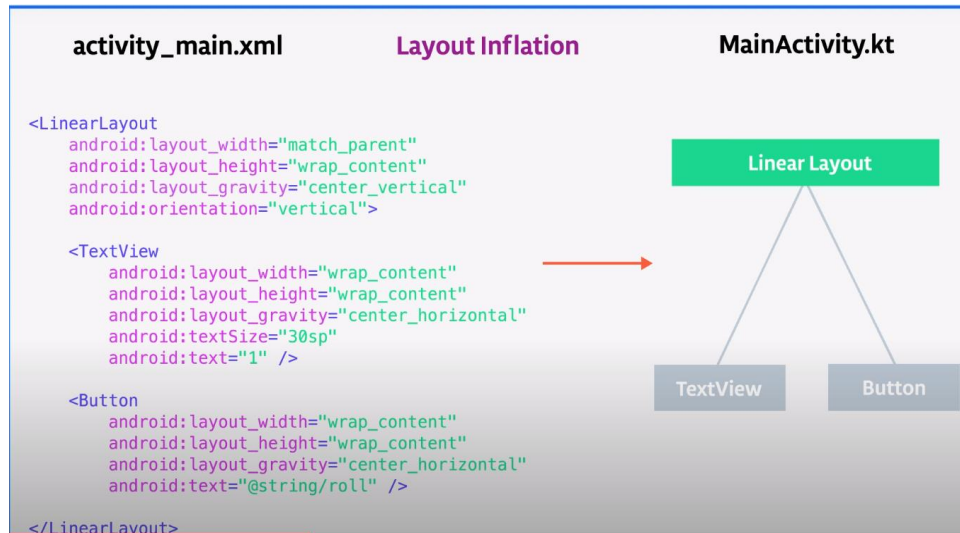 activity_main.xml
Layout Inflation
MainActivity.kt
<LinearLayout
android:layout_width="match_parent"
android:layout_height="wrap_content"
android:layout_gravity="center_vertical"
android:orientation="vertical">
<TextView
android:layout_width="wrap_content"
android:layout_height="wrap_content"
android:layout_gravity="center_horizontal"
android:textSize="30sp"
android:text="1" />
<Button
android:layout_width="wrap_content"
android:layout_height="wrap_content"
android:layout_gravity="center_horizontal"
android:text="@string/roll" />
</LinearLayout>
Linear Layout
TextView
Button